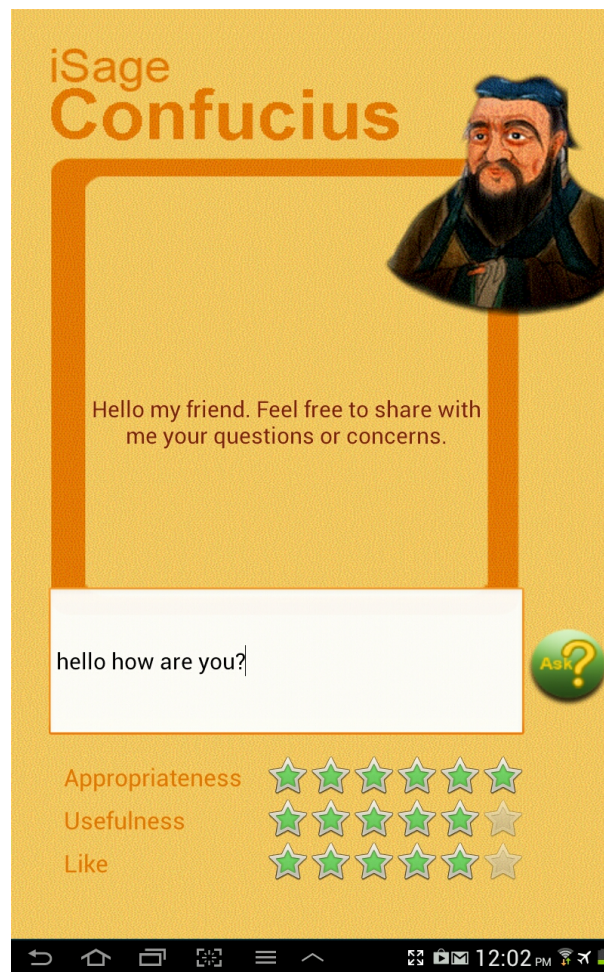 iSage
Confucius
Hello my friend. Feel free to share with
me your questions or concerns.
hello how are you?
Ask?
Appropriateness
Usefulness
Like
12:02 PM